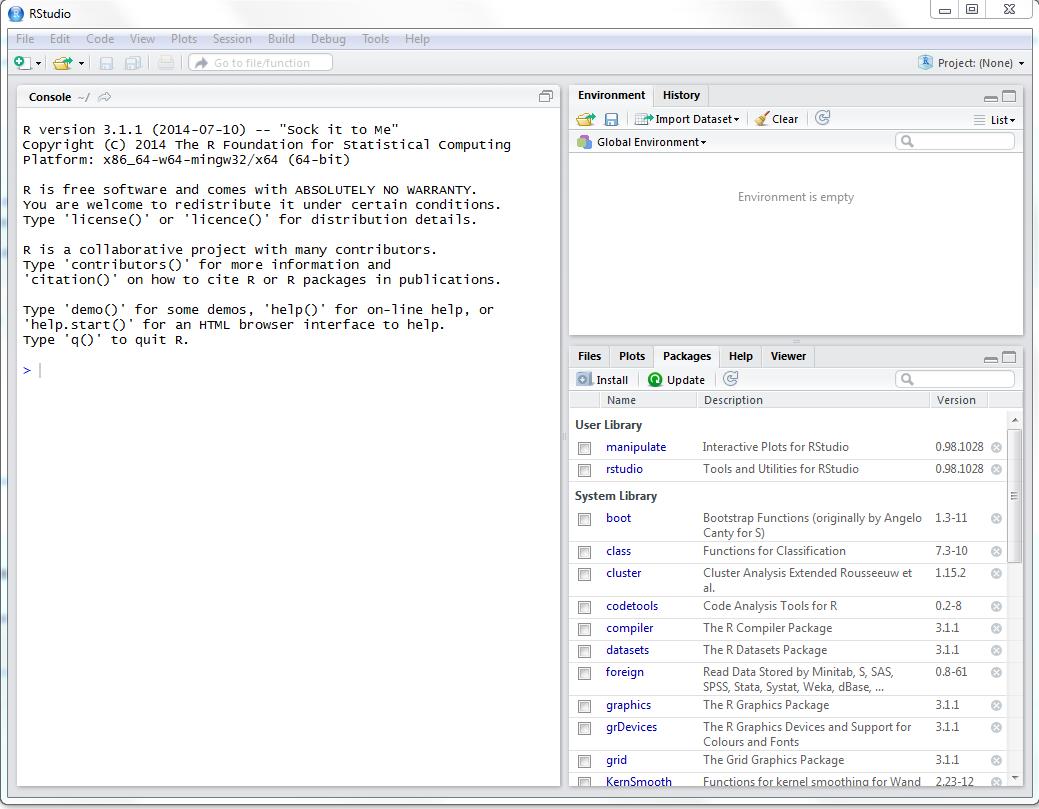 RStudio
File Edit Code View Plots Session Build Debug Tools Help
Go to file/function
Project: (None)
Console ~/
R version 3.1.1 (2014-07-10) -- "Sock it to Me"
Copyright (C) 2014 The R Foundation for Statistical Computing
Platform: x86_64-w64-mingw32/x64 (64-bit)
R is free software and comes with ABSOLUTELY NO WARRANTY.
You are welcome to redistribute it under certain conditions.
Type 'license()' or 'licence()' for distribution details.
R is a collaborative project with many contributors.
Type 'contributors()' for more information and
'citation()' on how to cite R or R packages in publications.
Type 'demo()' for some demos, 'help()' for on-line help, or
'help.start()' for an HTML browser interface to help.
Type 'q()' to quit R.
>
Environment History
Import Dataset Clear List
Global Environment
Environment is empty
Files Plots Packages Help Viewer
Install Update
Name Description Version
User Library
manipulate Interactive Plots for RStudio 0.98.1028
rstudio Tools and Utilities for RStudio 0.98.1028
System Library
boot Bootstrap Functions (originally by Angelo 1.3-11
Canty for S)
class Functions for Classification 7.3-10
cluster Cluster Analysis Extended Rousseeuw et 1.15.2
al.
codetools Code Analysis Tools for R 0.2-8
compiler The R Compiler Package 3.1.1
datasets The R Datasets Package 3.1.1
foreign Read Data Stored by Minitab, S, SAS, 0.8-61
SPSS, Stata, Systat, Weka, dBase, ...
graphics The R Graphics Package 3.1.1
grDevices The R Graphics Devices and Support for 3.1.1
Colours and Fonts
grid The Grid Graphics Package 3.1.1
KernSmooth Functions for kernel smoothing for Wand 2.23-12